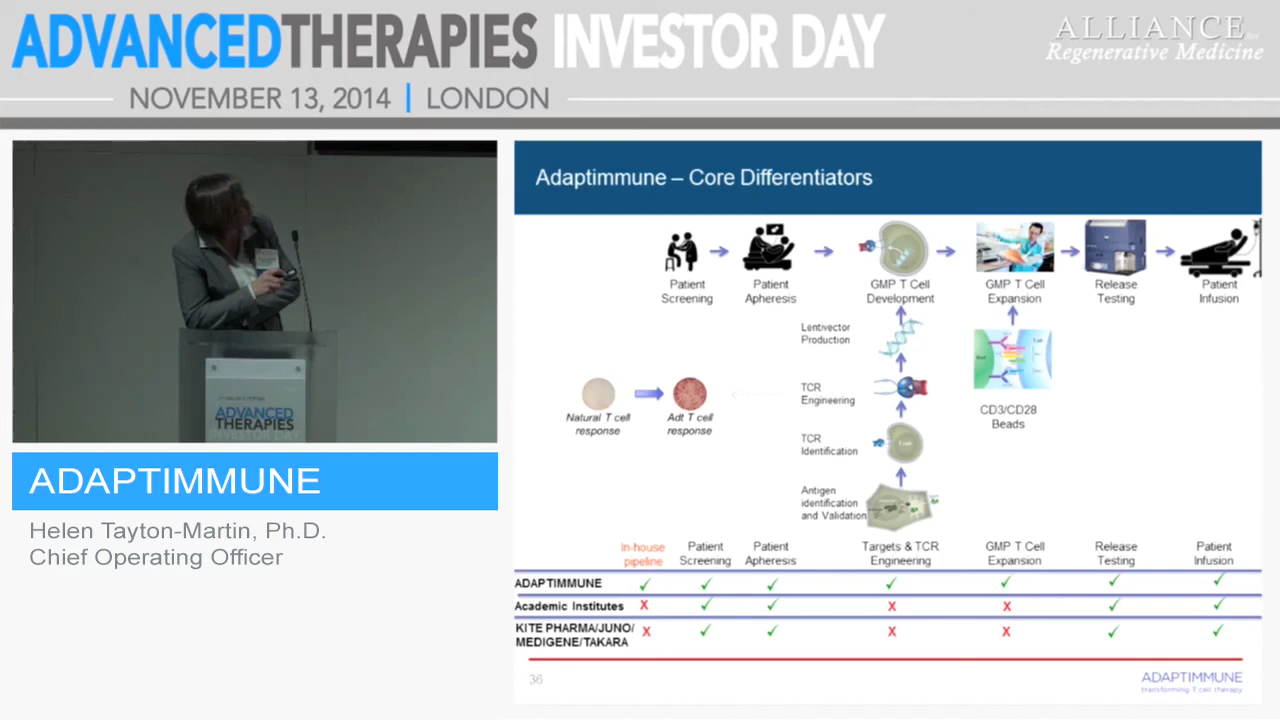 ADVANCEDTHERAPIES INVESTOR DAY
NOVEMBER 13, 2014 | LONDON
ALLIANCE for
Regenerative Medicine
ADVANCED
THERAPIES
INVESTOR DAY
ADAPTIMMUNE
Helen Tayton-Martin, Ph.D.
Chief Operating Officer
Adaptimmune – Core Differentiators
Patient
Screening
Patient
Apheresis
GMP T Cell
Development
GMP T Cell
Expansion
Release
Testing
Patient
Infusion
Lentivector
Production
TCR
Engineering
TCR
Identification
Antigen
identification
and Validation
Natural T cell
response
Adt T cell
response
CD3/CD28
Beads
In-house
pipeline
Patient
Screening
Patient
Apheresis
Targets & TCR
Engineering
GMP T Cell
Expansion
Release
Testing
Patient
Infusion
ADAPTIMMUNE ✓ ✓ ✓ ✓ ✓ ✓ ✓
Academic Institutes X ✓ ✓ X X ✓ ✓
KITE PHARMA/JUNO/
MEDIGENE/TAKARA X ✓ ✓ X X ✓ ✓
36
ADAPTIMMUNE
transforming T cell therapy